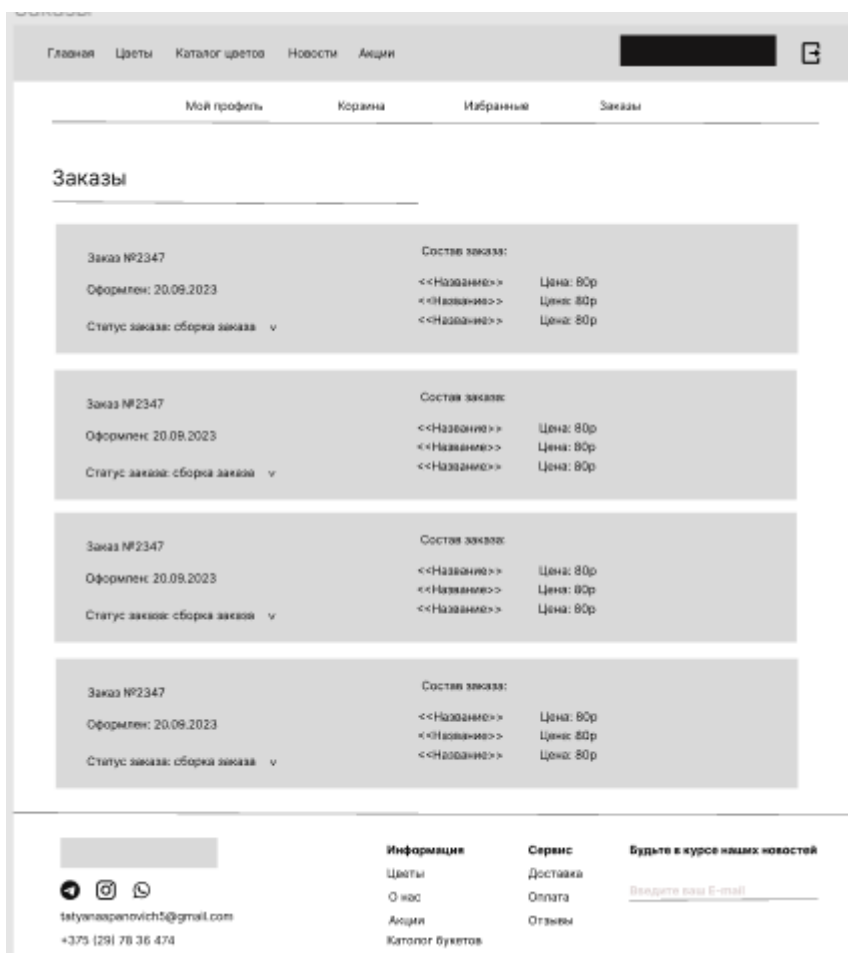 Заказы
Главная Цветы Каталог цветов Новости Акции
Мой профиль Корзина Избранные Заказы
Заказы
Заказ №2347
Оформлен: 20.09.2023
Статус заказа: сборка заказа v
Состав заказа:
<<Название>> Цена: 80р
<<Название>> Цена: 80р
<<Название>> Цена: 80р
Заказ №2347
Оформлен: 20.09.2023
Статус заказа: сборка заказа v
Состав заказа:
<<Название>> Цена: 80р
<<Название>> Цена: 80р
<<Название>> Цена: 80р
Заказ №2347
Оформлен: 20.09.2023
Статус заказа: сборка заказа v
Состав заказа:
<<Название>> Цена: 80р
<<Название>> Цена: 80р
<<Название>> Цена: 80р
Заказ №2347
Оформлен: 20.09.2023
Статус заказа: сборка заказа v
Состав заказа:
<<Название>> Цена: 80р
<<Название>> Цена: 80р
<<Название>> Цена: 80р
tatyanaapanovich5@gmail.com
+375 (29) 78 36 474
Информация
Цветы
О нас
Акции
Католог букетов
Сервис
Доставка
Оплата
Отзывы
Будьте в курсе наших новостей
Введите ваш E-mail